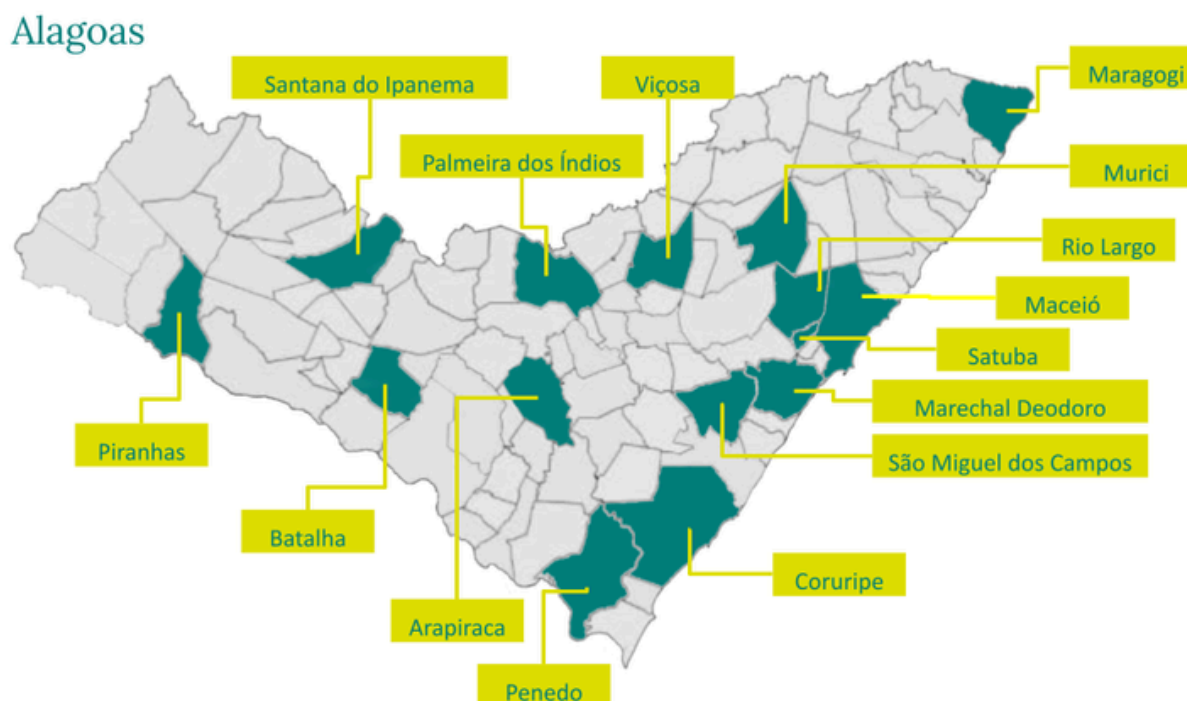 Alagoas
Santana do Ipanema
Viçosa
Maragogi
Palmeira dos Índios
Murici
Rio Largo
Maceió
Satuba
Marechal Deodoro
Piranhas
São Miguel dos Campos
Batalha
Coruripe
Arapiraca
Penedo